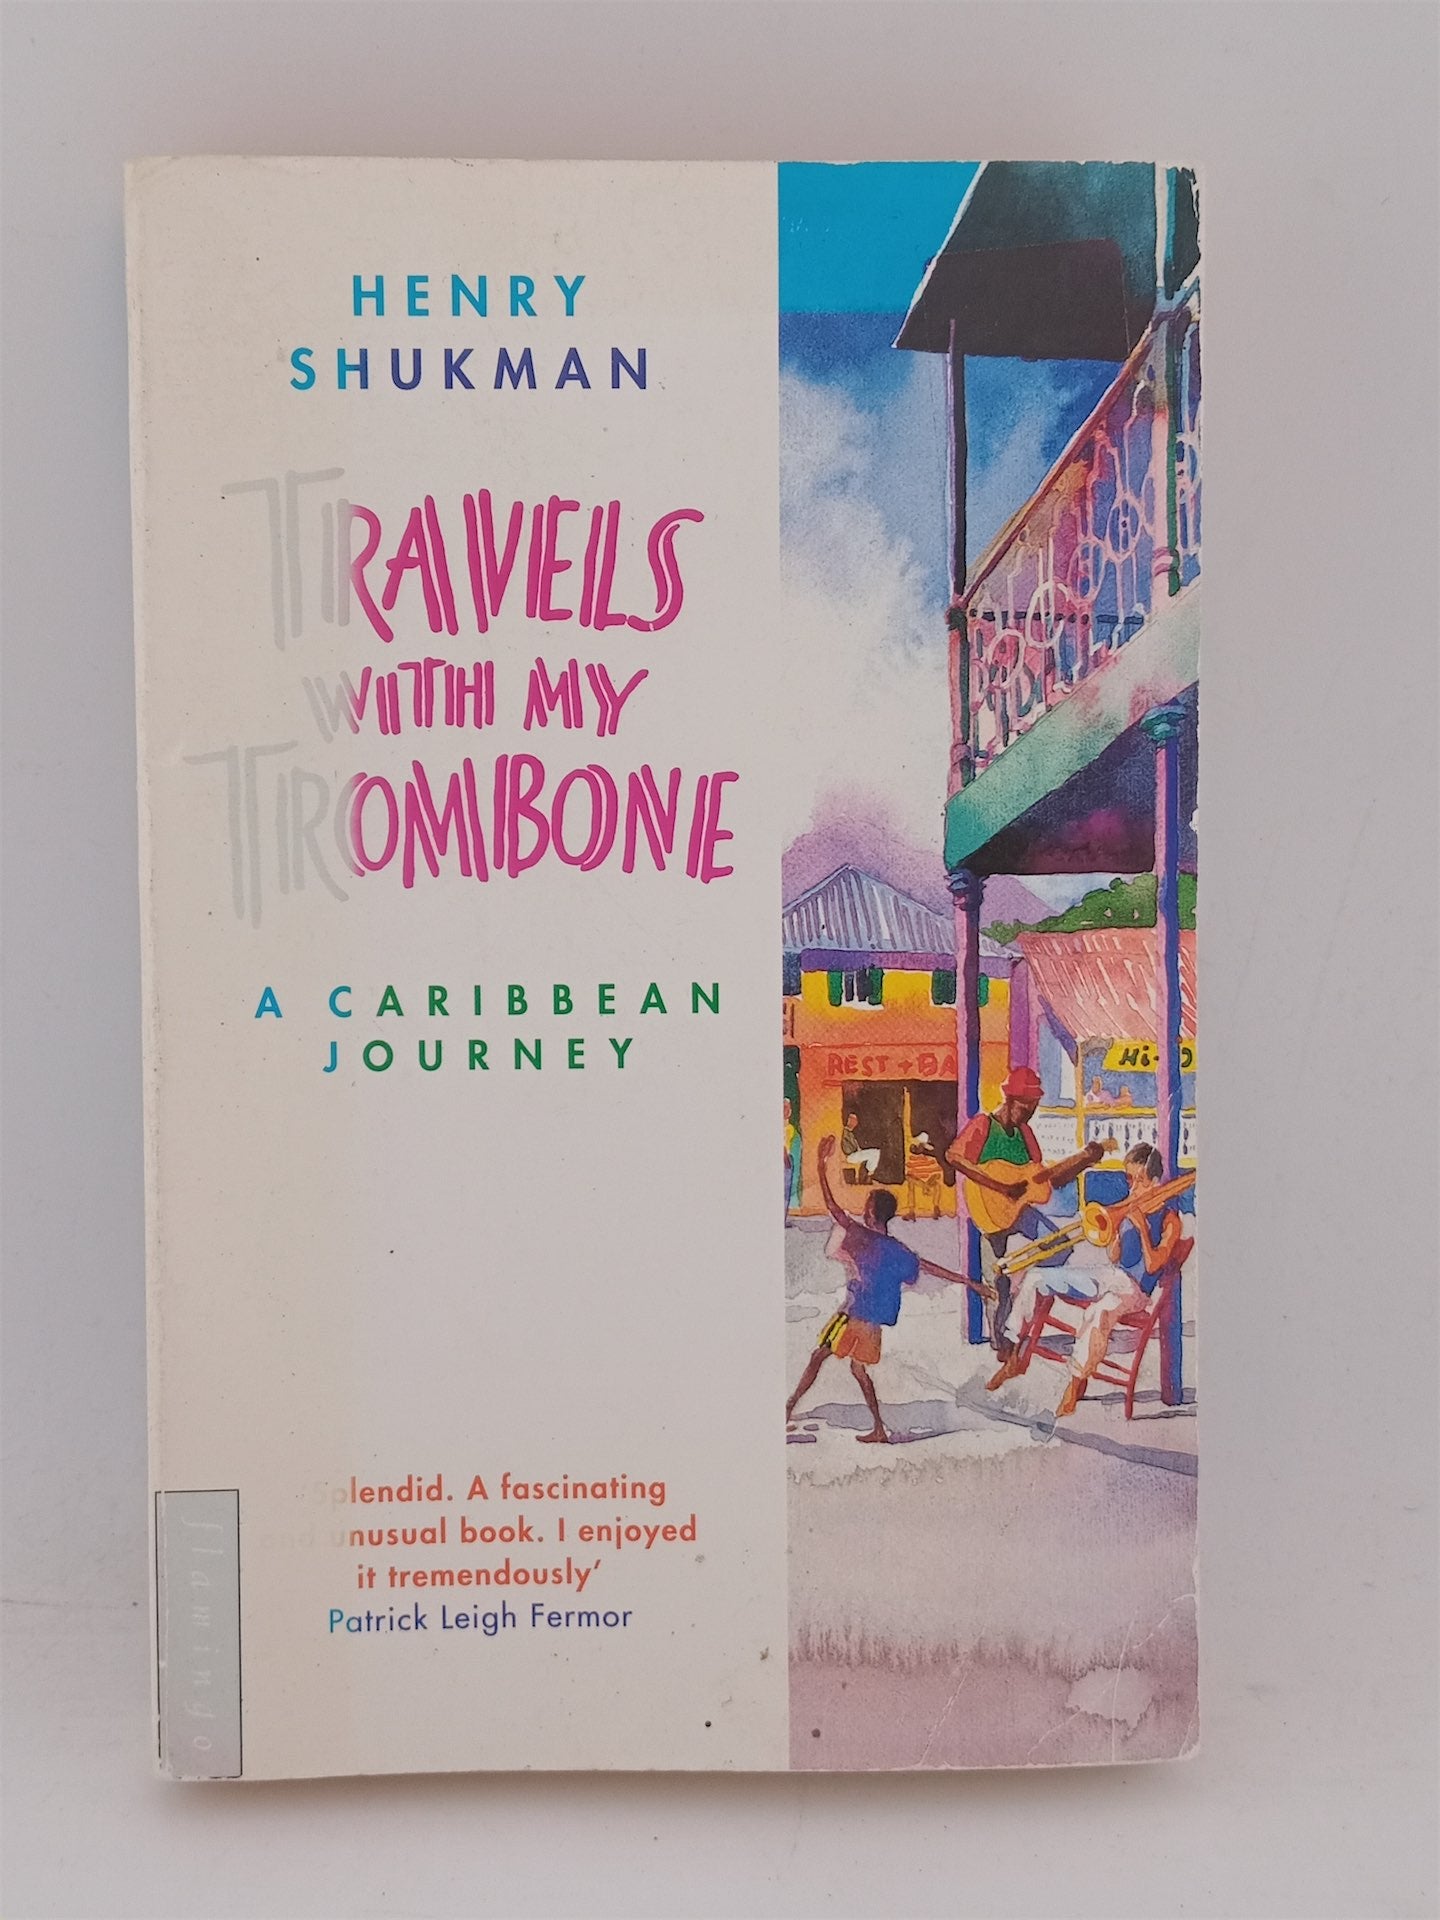 HENRY
SHUKMAN
TRAVELS
WITH MY
TROMBONE
A CARIBBEAN
JOURNEY
Splendid. A fascinating
and unusual book. I enjoyed
it tremendously’
Patrick Leigh Fermor
flamingo
REST + BA
Hi-